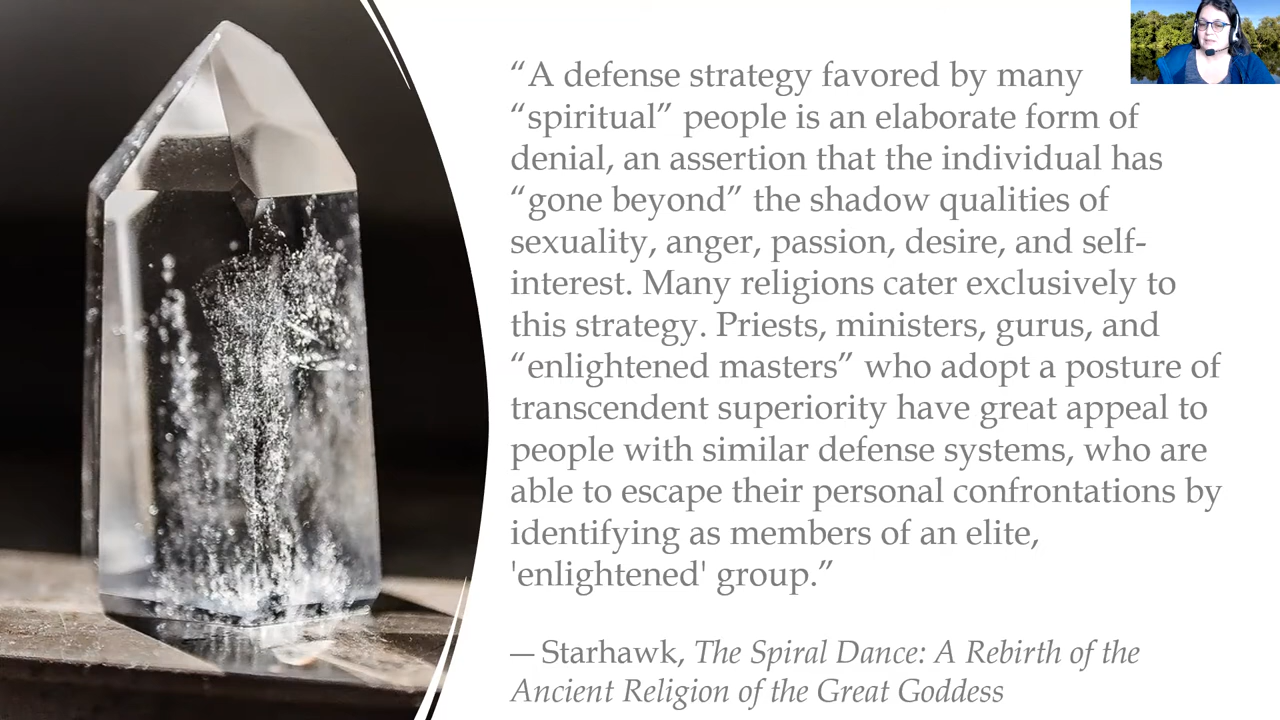 “A defense strategy favored by many
“spiritual” people is an elaborate form of
denial, an assertion that the individual has
“gone beyond” the shadow qualities of
sexuality, anger, passion, desire, and self-
interest. Many religions cater exclusively to
this strategy. Priests, ministers, gurus, and
“enlightened masters” who adopt a posture of
transcendent superiority have great appeal to
people with similar defense systems, who are
able to escape their personal confrontations by
identifying as members of an elite,
'enlightened' group.”
— Starhawk, The Spiral Dance: A Rebirth of the
Ancient Religion of the Great Goddess